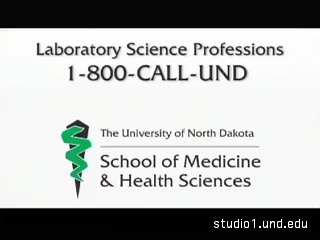 Laboratory Science Professions
1-800-CALL-UND
The University of North Dakota
School of Medicine
& Health Sciences
studio1.und.edu